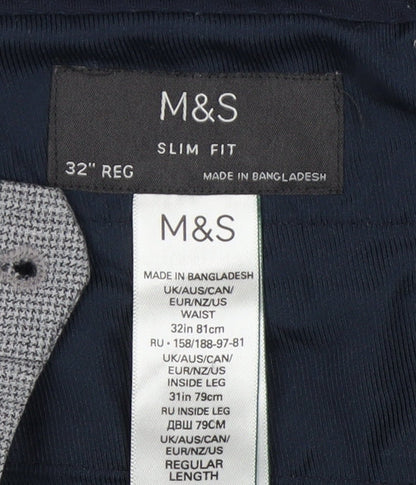 M&S
SLIM FIT
32" REG MADE IN BANGLADESH
M&S
MADE IN BANGLADESH
UK/AUS/CAN/
EUR/NZ/US
WAIST
32in 81cm
RU • 158/188-97-81
UK/AUS/CAN/
EUR/NZ/US
INSIDE LEG
31in 79cm
RU INSIDE LEG
ДВШ 79СМ
UK/AUS/CAN/
EUR/NZ/US
REGULAR
LENGTH